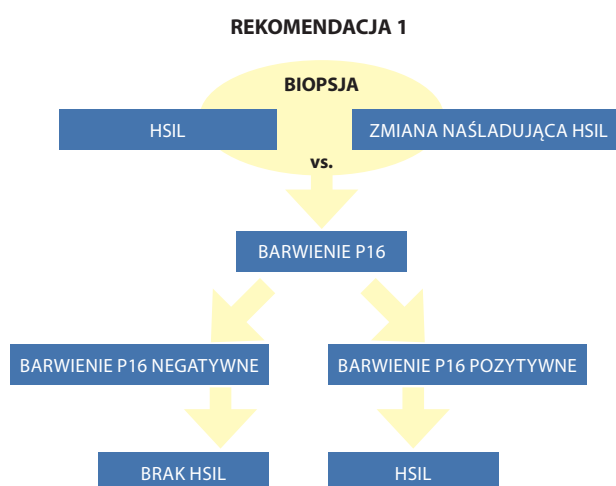 REKOMENDACJA 1
BIOPSJA
HSIL
ZMIANA NAŚLADUJĄCA HSIL
vs.
BARWIENIE P16
BARWIENIE P16 NEGATYWNE
BARWIENIE P16 POZYTYWNE
BRAK HSIL
HSIL